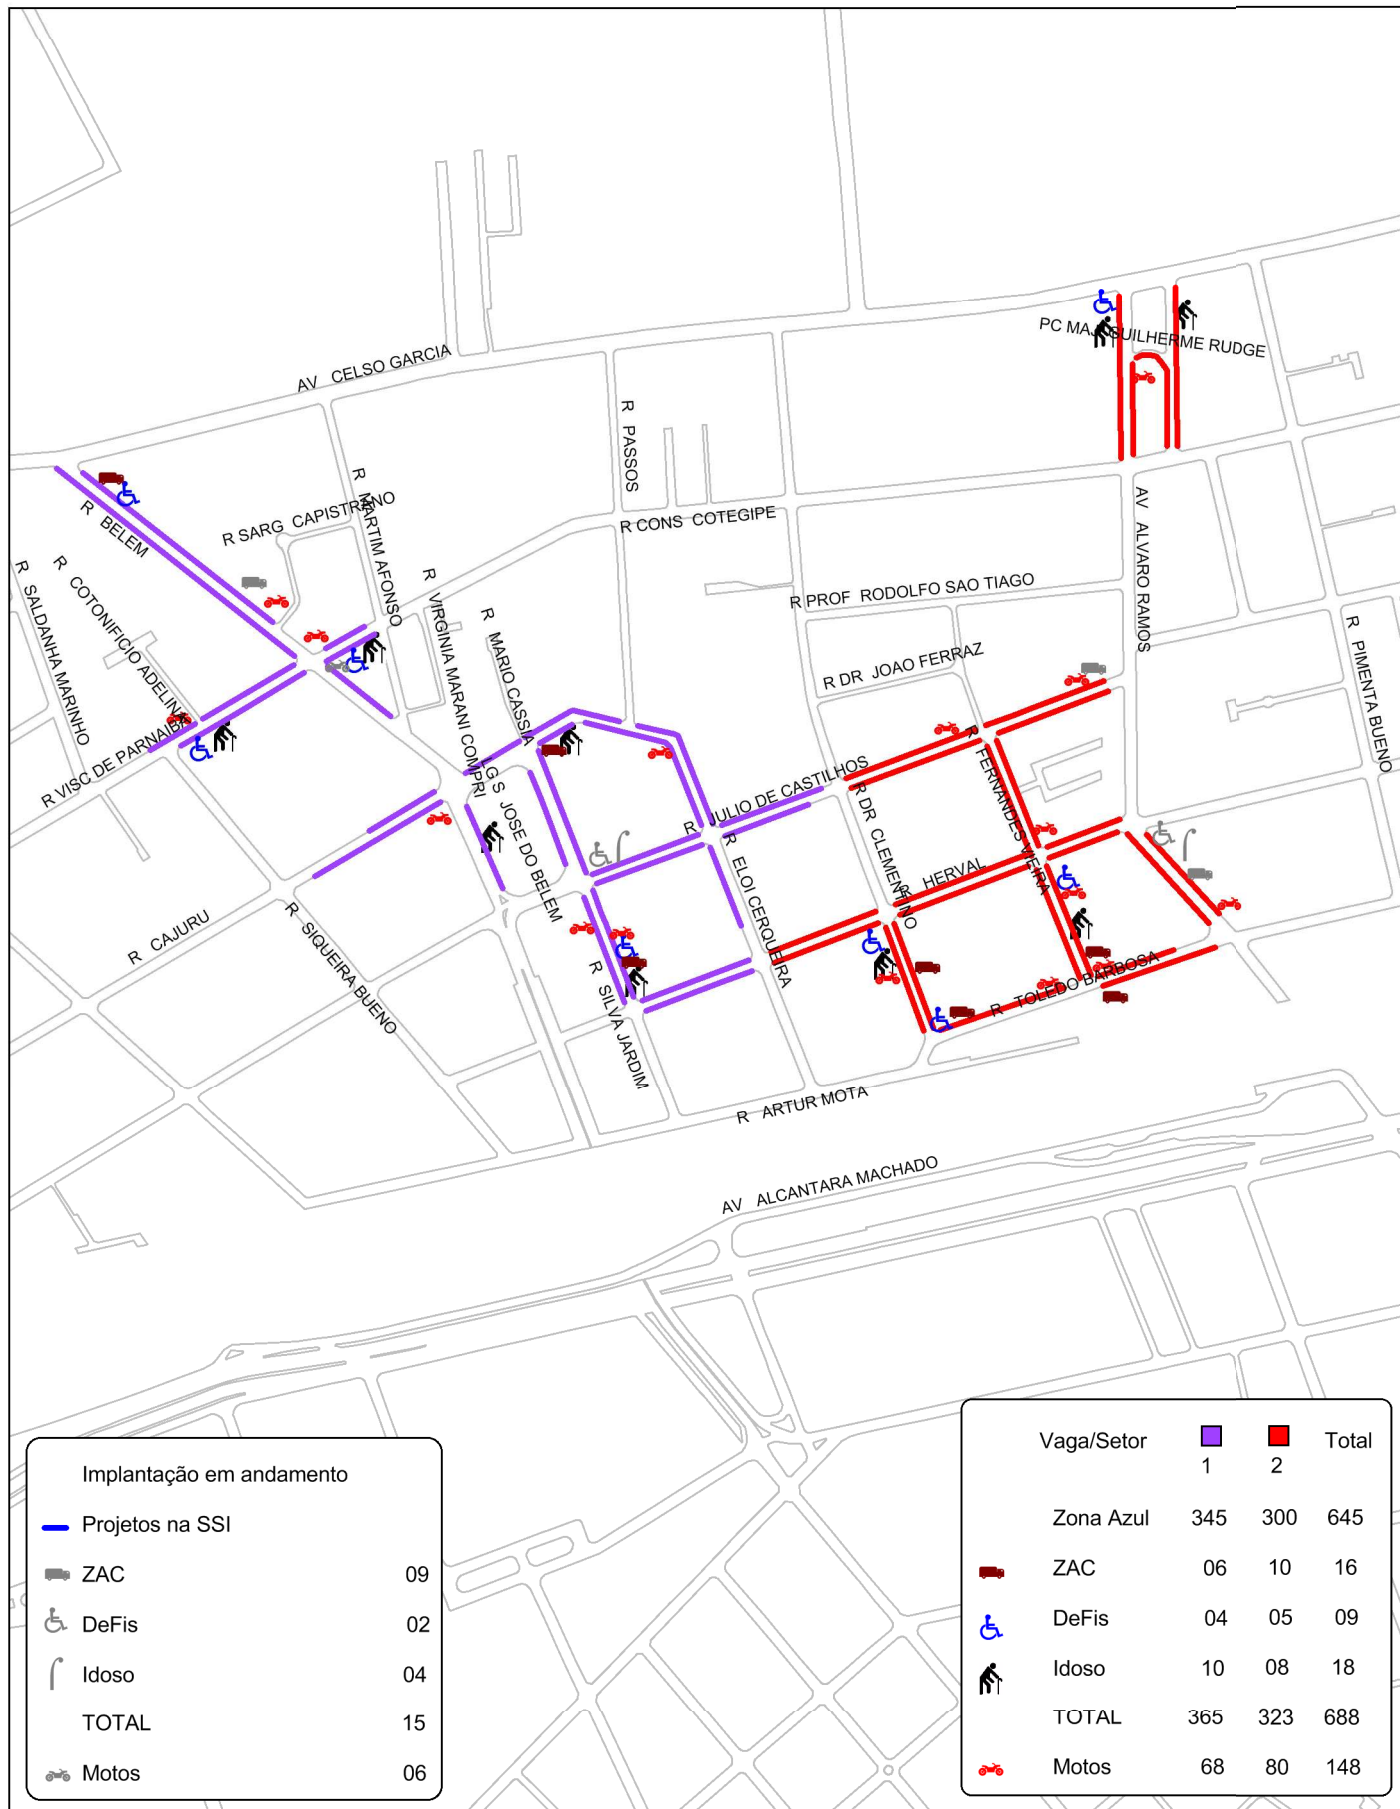 PC MAJ GUILHERME RUDGE
AV CELSO GARCIA
R PASSOS
R MARTIM AFONSO
R SARG CAPISTRANO
R BELEM
R CONS COTEGIPE
AV ALVARO RAMOS
R SALDANHA MARINHO
R COTONIFICIO ADELINA
R VIRGINIA MARANI COMPRI
R MARIO CASSIA
R PROF RODOLFO SAO TIAGO
R DR JOAO FERRAZ
R PIMENTA BUENO
R VISC DE PARNAIBA
LGS JOSE DO BELEM
R JULIO DE CASTILHOS
R FERNANDES VIEIRA
R DR CLEMENTINO
R ELOI CERQUEIRA
R HERVAL
R CAJURU
R SIQUEIRA BUENO
R SILVA JARDIM
R TOLEDO BARBOSA
R ARTUR MOTA
AV ALCANTARA MACHADO
Implantação em andamento
Projetos na SSI
ZAC 09
DeFis 02
Idoso 04
TOTAL 15
Motos 06
Vaga/Setor 1 2 Total
Zona Azul 345 300 645
ZAC 06 10 16
DeFis 04 05 09
Idoso 10 08 18
TOTAL 365 323 688
Motos 68 80 148